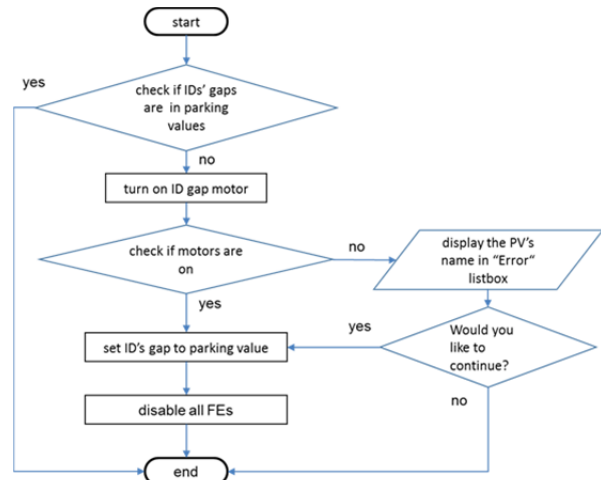 start
yes
check if IDs' gaps
are in parking
values
no
turn on ID gap motor
check if motors are
on
no
display the PV's
name in "Error"
listbox
yes
yes
Would you
like to
continue?
set ID's gap to parking value
no
disable all FEs
end